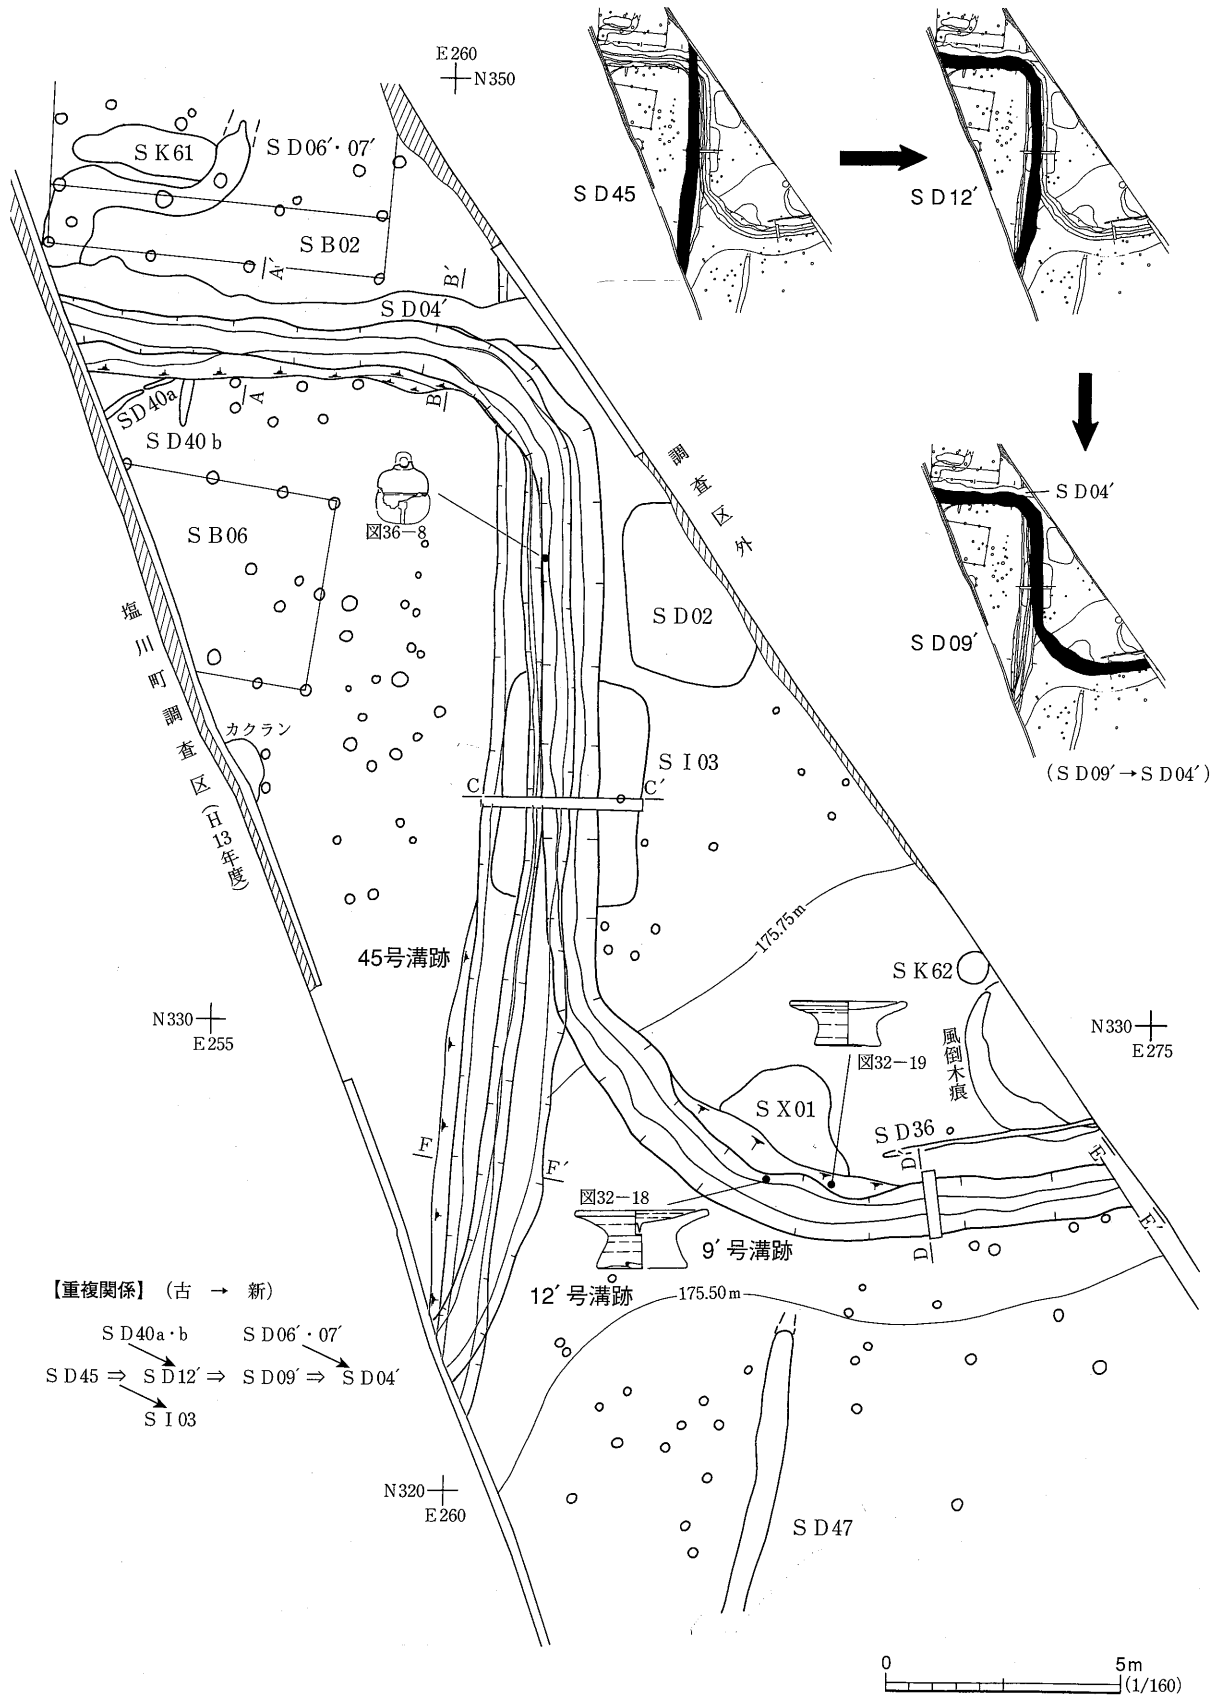 E260
N350
SK61
SD06′・07′
SB02
A′
B′
SD04′
SD40a
A
B
SD40b
SB06
図36−8
調査区外
SD02
塩川町調査区(H13年度)
カクラン
SI03
C
C′
175.75m
45号溝跡
SK62
N330
E255
N330
E275
風倒木痕
図32−19
SX01
SD36
D′
E
F
F′
図32−18
E′
D
9′号溝跡
12′号溝跡
175.50m
【重複関係】(古 → 新)
SD40a・b
SD06′・07′
SD45 ⇒ SD12′⇒ SD09′⇒ SD04′
SI03
N320
E260
SD47
SD45
SD12′
SD04′
SD09′
(SD09′→SD04′)
0
5m
(1/160)